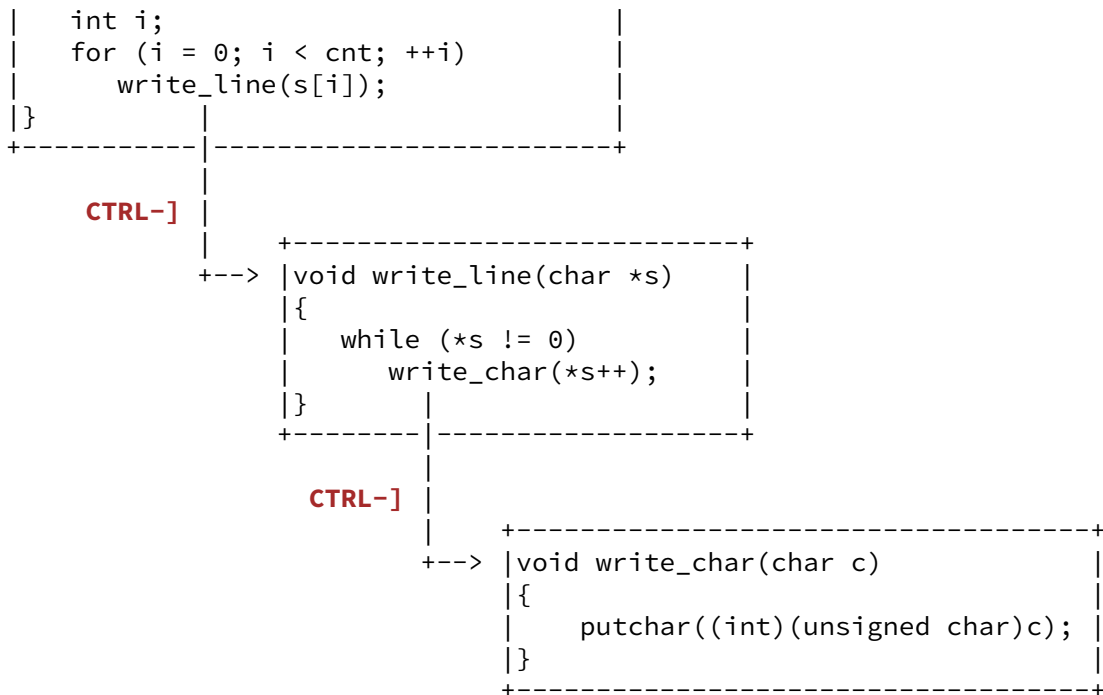 |   int i;                          |
|   for (i = 0; i < cnt; ++i)         |
|      write_line(s[i]);              |
|}          |                         |
+-----------|-------------------------+
            |
     CTRL-] |
            |    +----------------------------+
            +--> |void write_line(char *s)    |
                 |{                           |
                 |   while (*s != 0)          |
                 |      write_char(*s++);     |
                 |}       |                   |
                 +--------|-------------------+
                          |
                   CTRL-] |
                          |    +------------------------------------+
                          +--> |void write_char(char c)             |
                               |{                                   |
                               |    putchar((int)(unsigned char)c); |
                               |}                                   |
                               +------------------------------------+